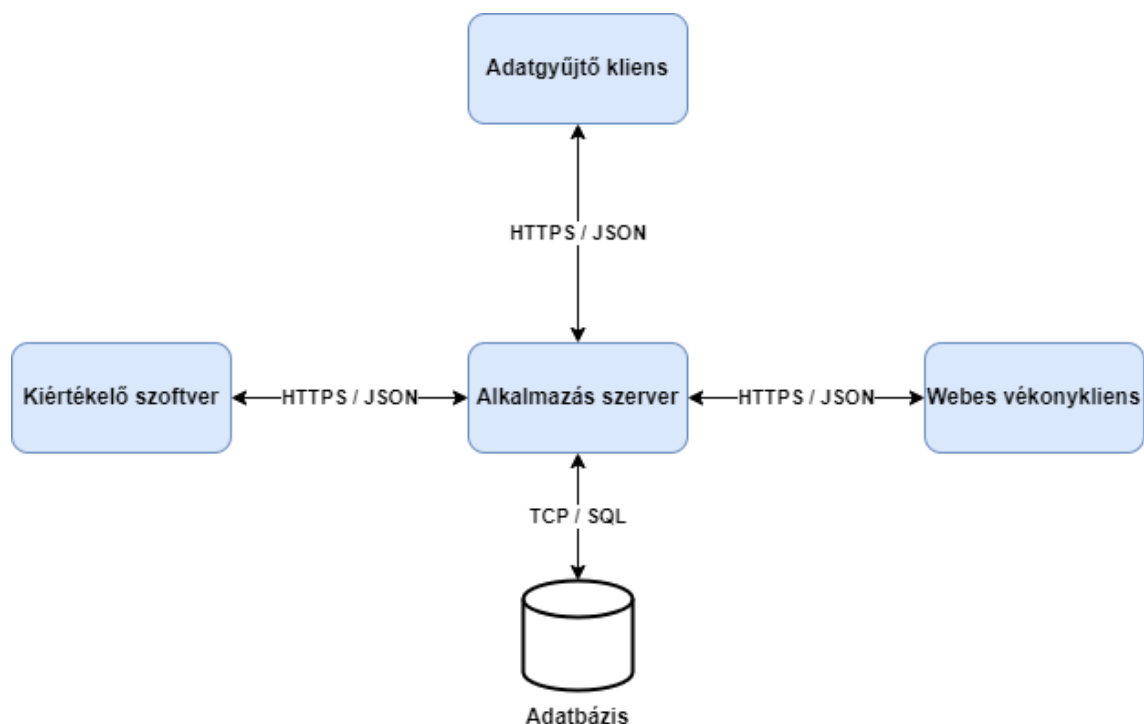 Adatgyűjtő kliens
HTTPS / JSON
Kiértékelő szoftver
HTTPS / JSON
Alkalmazás szerver
HTTPS / JSON
Webes vékonykliens
TCP / SQL
Adatbázis